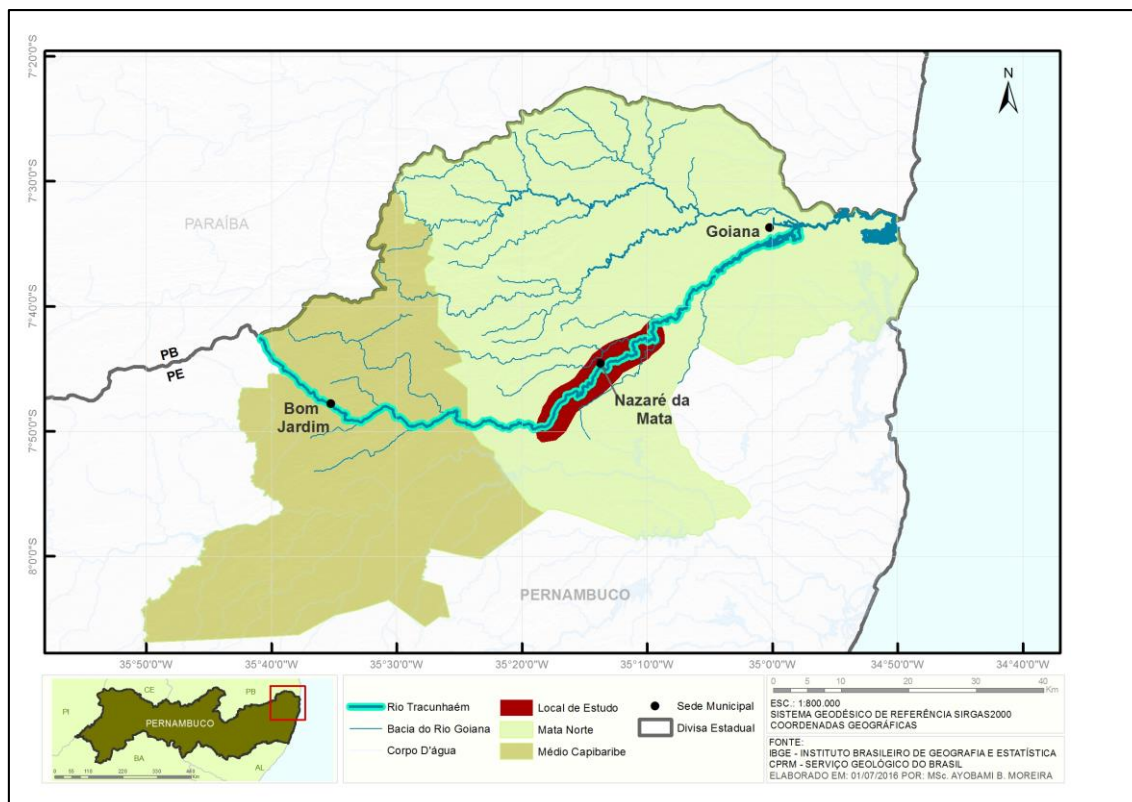 7°20'0"S
7°30'0"S
7°40'0"S
7°50'0"S
8°0'0"S
N
PARAÍBA
Goiana
PB
PE
Bom
Jardim
Nazaré da
Mata
PERNAMBUCO
35°50'0"W
35°40'0"W
35°30'0"W
35°20'0"W
35°10'0"W
35°0'0"W
34°50'0"W
34°40'0"W
CE
PB
PI
PERNAMBUCO
BA
AL
0
55
110
220
330
Rio Tracunhaém
Bacia do Rio Goiana
Corpo D'água
Local de Estudo
Mata Norte
Médio Capibaribe
Sede Municipal
Divisa Estadual
0 5 10 20 30 40
Km
ESC.: 1:800.000
SISTEMA GEODÉSICO DE REFERÊNCIA SIRGAS2000
COORDENADAS GEOGRÁFICAS
FONTE:
IBGE - INSTITUTO BRASILEIRO DE GEOGRAFIA E ESTATÍSTICA
CPRM - SERVIÇO GEOLÓGICO DO BRASIL
ELABORADO EM: 01/07/2016 POR: MSc. AYOBAMI B. MOREIRA